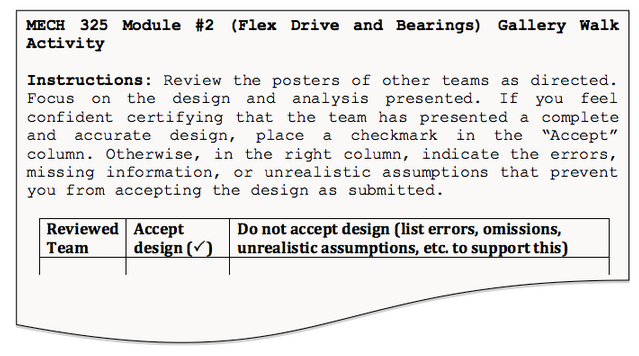 MECH 325 Module #2 (Flex Drive and Bearings) Gallery Walk
Activity
Instructions: Review the posters of other teams as directed.
Focus on the design and analysis presented. If you feel
confident certifying that the team has presented a complete
and accurate design, place a checkmark in the “Accept”
column. Otherwise, in the right column, indicate the errors,
missing information, or unrealistic assumptions that prevent
you from accepting the design as submitted.
Reviewed Team
Accept design (✓)
Do not accept design (list errors, omissions,
unrealistic assumptions, etc. to support this)